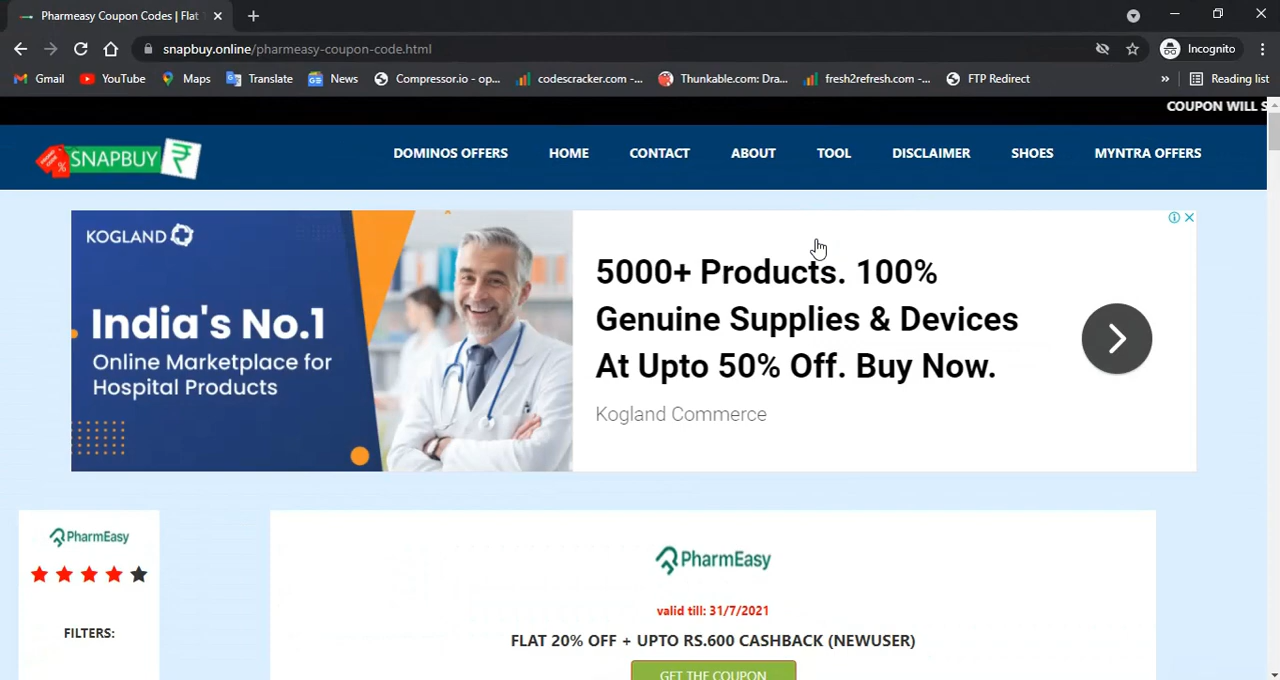 Pharmeasy Coupon Codes | Flat
snapbuy.online/pharmeasy-coupon-code.html
Incognito
Gmail YouTube Maps Translate News Compressor.io - op... codescracker.com -... Thunkable.com: Dra... fresh2refresh.com -... FTP Redirect » Reading list
COUPON WILL S
SNAPBUY ₹
DOMINOS OFFERS HOME CONTACT ABOUT TOOL DISCLAIMER SHOES MYNTRA OFFERS
KOGLAND
India's No.1
Online Marketplace for
Hospital Products
5000+ Products. 100%
Genuine Supplies & Devices
At Upto 50% Off. Buy Now.
Kogland Commerce
PharmEasy
FILTERS:
PharmEasy
valid till: 31/7/2021
FLAT 20% OFF + UPTO RS.600 CASHBACK (NEWUSER)
GET THE COUPON